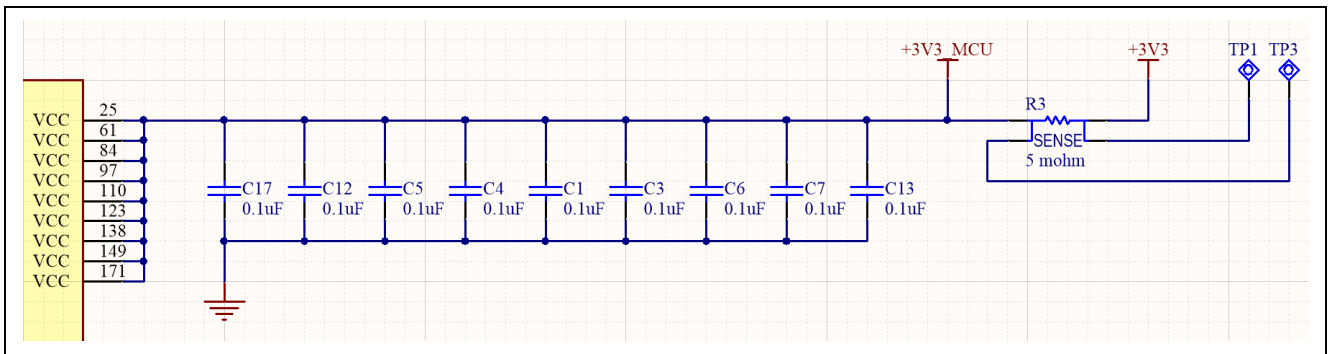 +3V3_MCU
+3V3
TP1 TP3
R3
SENSE
5 mohm
VCC 25
VCC 61
VCC 84
VCC 97
VCC 110
VCC 123
VCC 138
VCC 149
VCC 171
C17 C12 C5 C4 C1 C3 C6 C7 C13
0.1uF 0.1uF 0.1uF 0.1uF 0.1uF 0.1uF 0.1uF 0.1uF 0.1uF